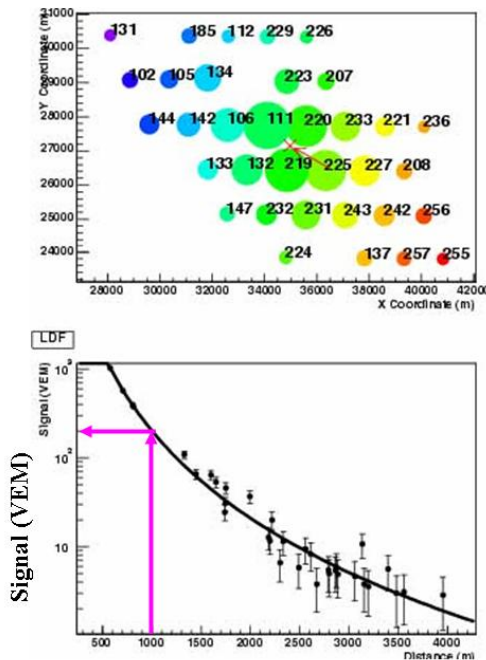 31000
131 185 112 229 226
30000
134 223 207
29000
102 105
28000
144 142 106 111 220 233 221 236
27000
133 132 219 225 227 208
26000
147 232 231 243 242 256
25000
224 137 257 255
24000
Y Coordinate (m)
28000 30000 32000 34000 36000 38000 40000 42000
X Coordinate (m)
LDF
Signal (VEM)
Signal(VEM)
10²
10
500 1000 1500 2000 2500 3000 3500 4000
Distance (m)